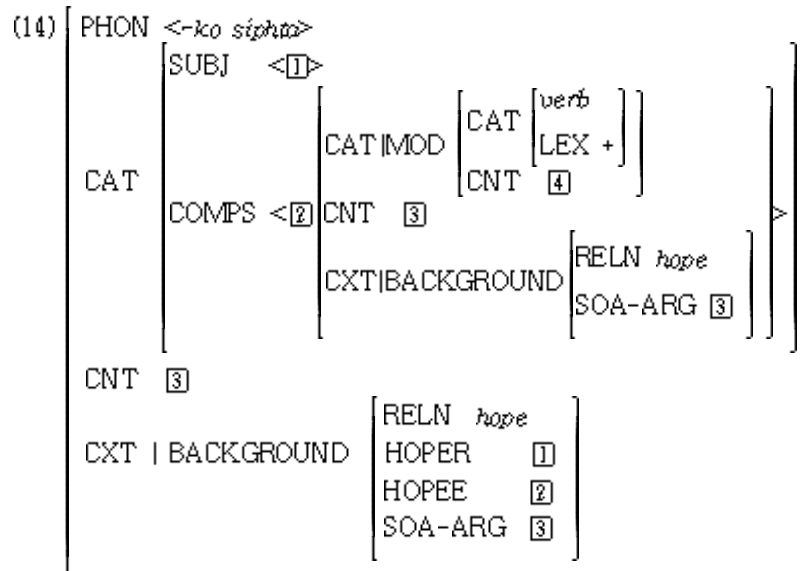 (14) PHON <-ko siphta>
SUBJ <[1]>
CAT|MOD CAT verb
LEX +
CNT [4]
CAT
COMPS <[2] CNT [3] >
CXT|BACKGROUND RELN hope
SOA-ARG [3]
CNT [3]
CXT | BACKGROUND RELN hope
HOPER [1]
HOPEE [2]
SOA-ARG [3]